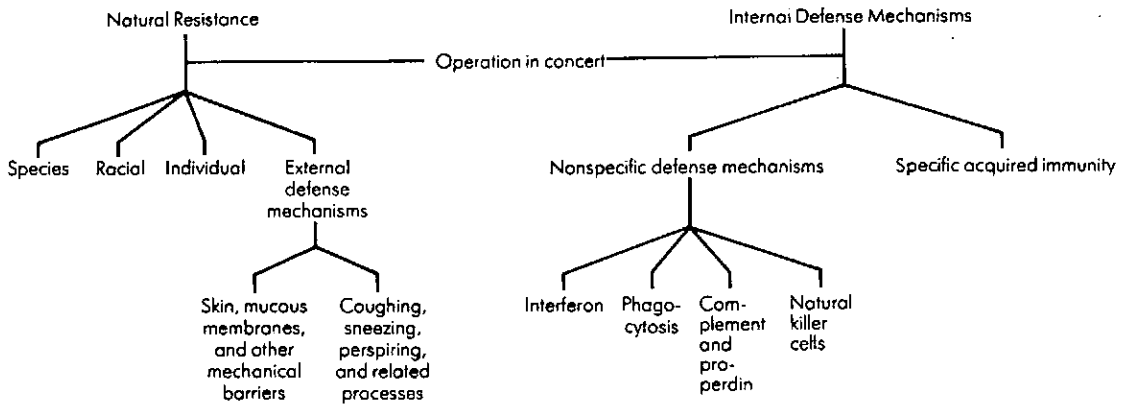 Natural Resistance
Internal Defense Mechanisms
Operation in concert
Species
Racial
Individual
External
defense
mechanisms
Nonspecific defense mechanisms
Specific acquired immunity
Skin, mucous
membranes,
and other
mechanical
barriers
Coughing,
sneezing,
perspiring,
and related
processes
Interferon
Phago-
cytosis
Com-
plement
and
pro-
perdin
Natural
killer
cells